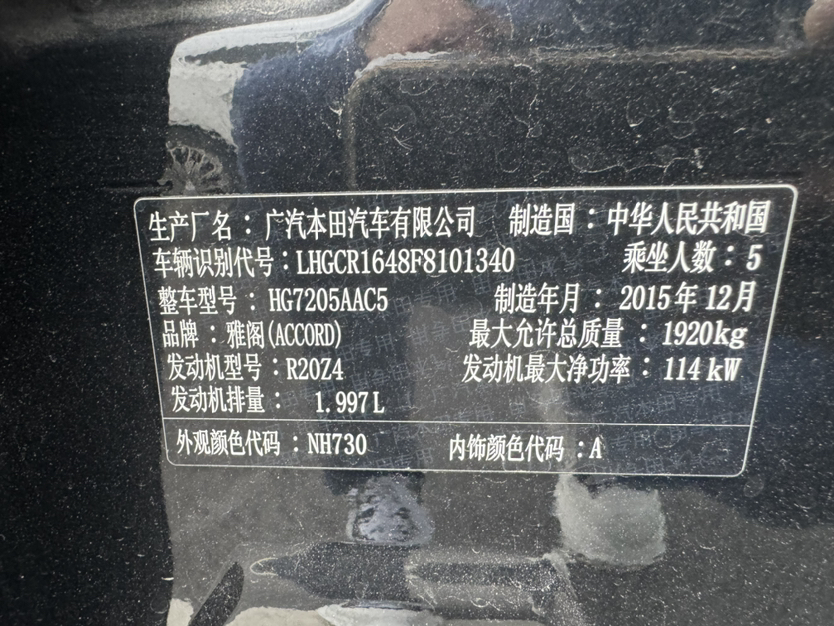 生产厂名：广汽本田汽车有限公司 制造国：中华人民共和国
车辆识别代号：LHGCR1648F8101340 乘坐人数：5
整车型号：HG7205AAC5 制造年月：2015年12月
品牌：雅阁(ACCORD) 最大允许总质量：1920kg
发动机型号：R20Z4 发动机最大净功率：114kW
发动机排量：1.997L
外观颜色代码：NH730 内饰颜色代码：A